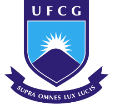 UFCG
SUPRA OMNES LUX LUCIS